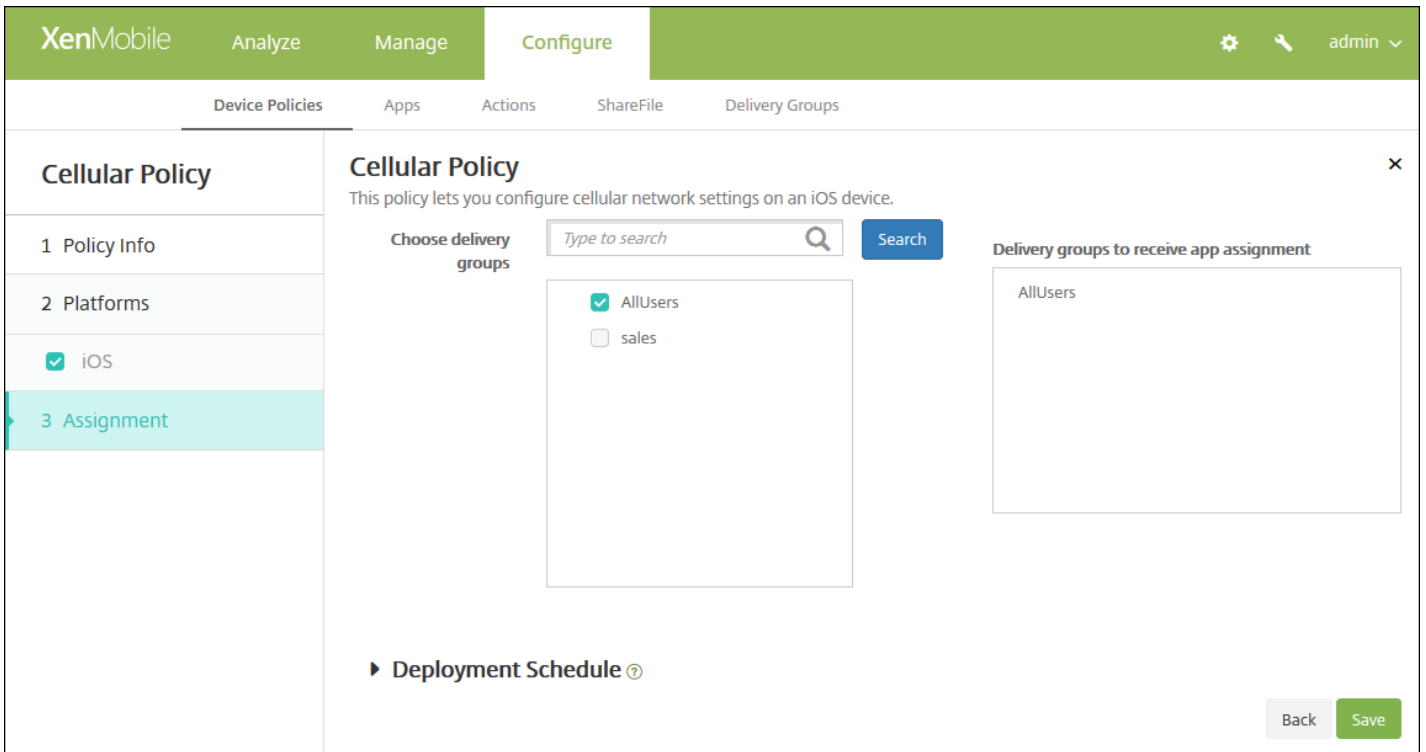 XenMobile Analyze Manage Configure admin
Device Policies Apps Actions ShareFile Delivery Groups
Cellular Policy
1 Policy Info
2 Platforms
iOS
3 Assignment
Cellular Policy
This policy lets you configure cellular network settings on an iOS device.
Choose delivery
groups
Type to search
Search
AllUsers
sales
Delivery groups to receive app assignment
AllUsers
Deployment Schedule ?
Back Save